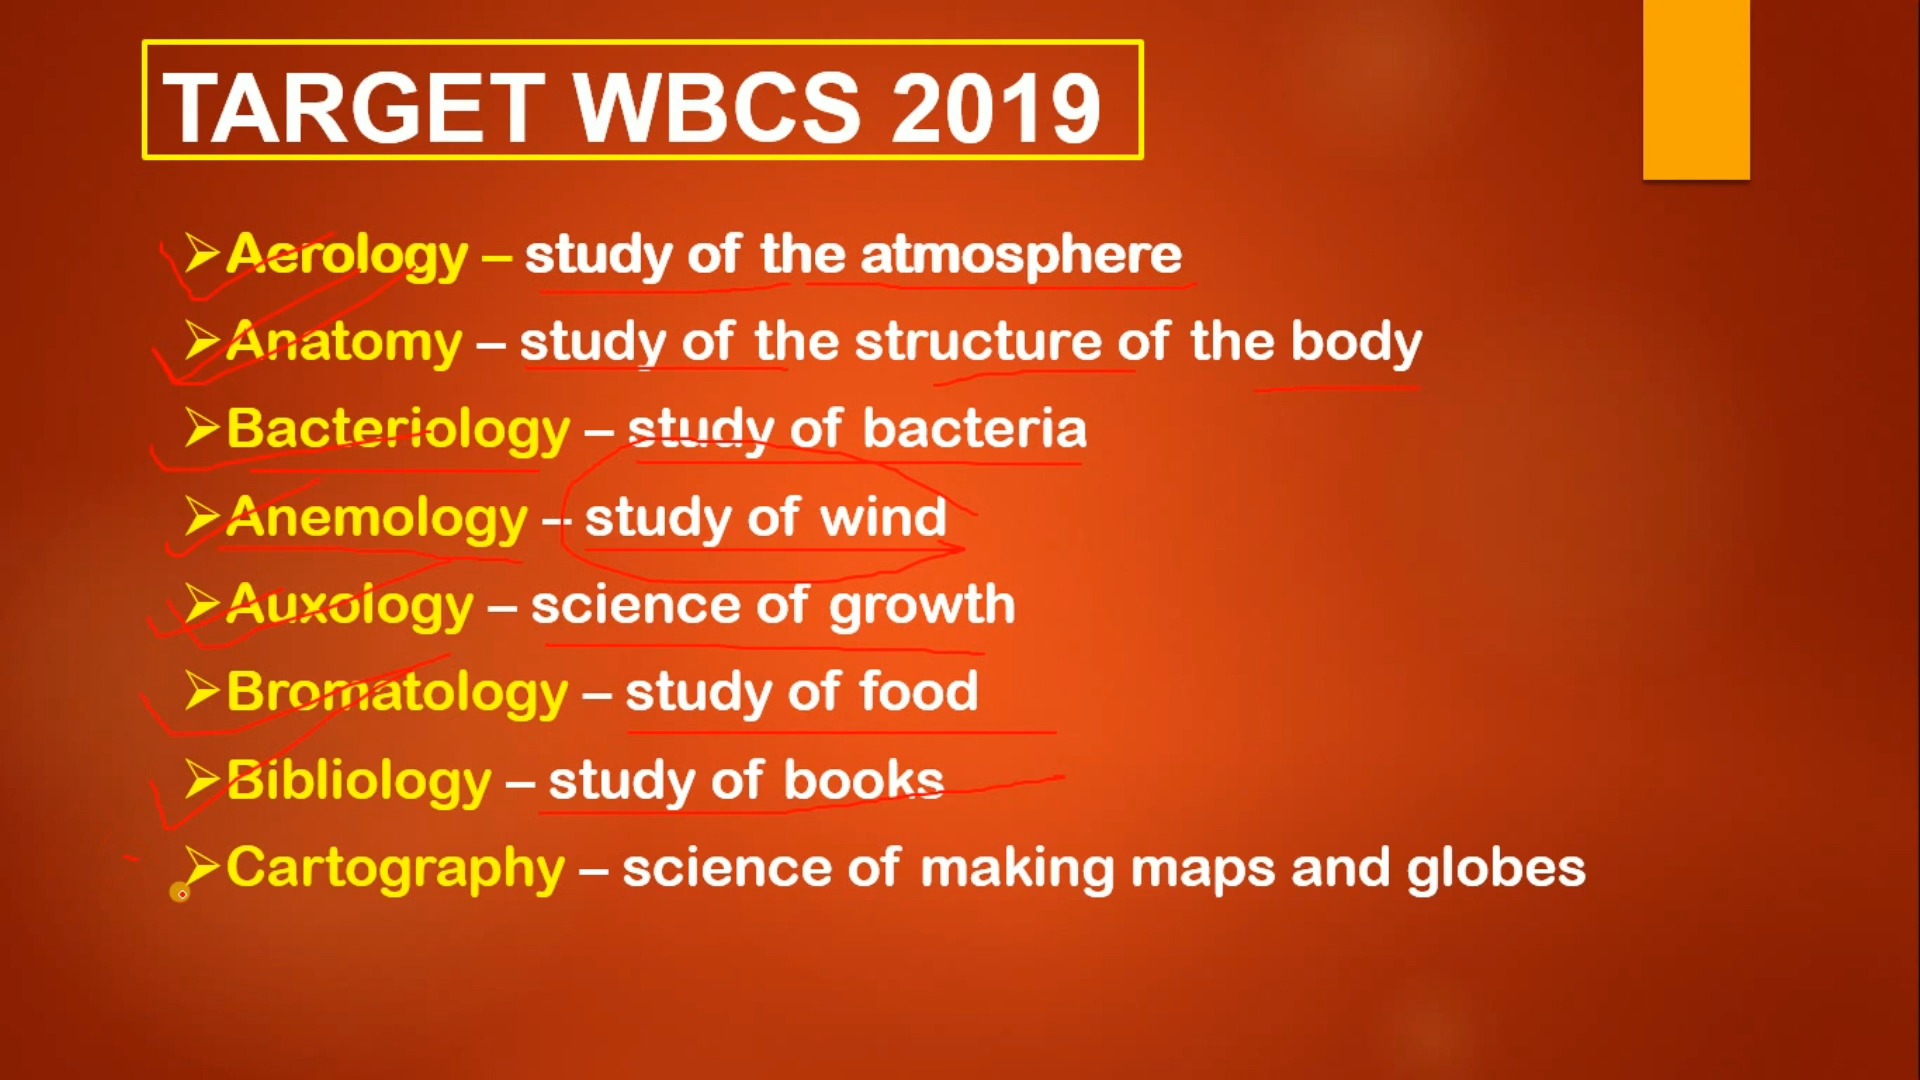 TARGET WBCS 2019
Aerology – study of the atmosphere
Anatomy – study of the structure of the body
Bacteriology – study of bacteria
Anemology – study of wind
Auxology – science of growth
Bromatology – study of food
Bibliology – study of books
Cartography – science of making maps and globes